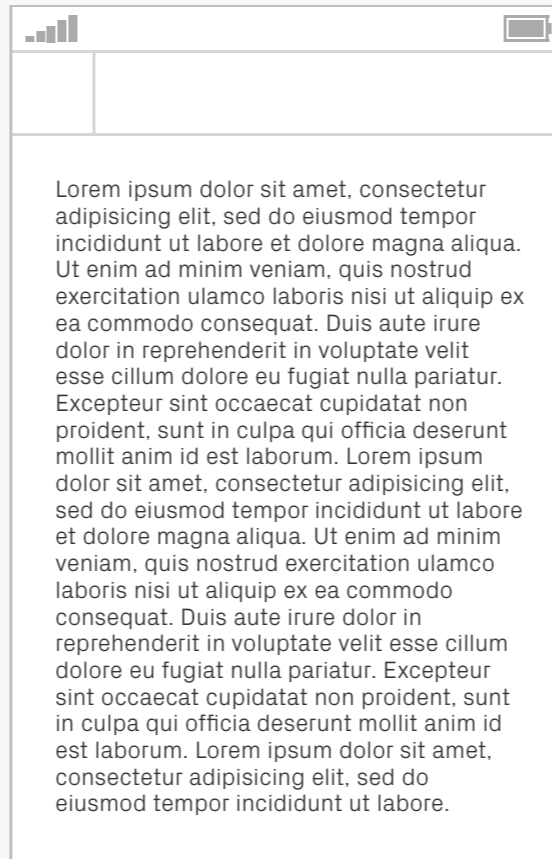 Lorem ipsum dolor sit amet, consectetur
adipisicing elit, sed do eiusmod tempor
incididunt ut labore et dolore magna aliqua.
Ut enim ad minim veniam, quis nostrud
exercitation ulamco laboris nisi ut aliquip ex
ea commodo consequat. Duis aute irure
dolor in reprehenderit in voluptate velit
esse cillum dolore eu fugiat nulla pariatur.
Excepteur sint occaecat cupidatat non
proident, sunt in culpa qui officia deserunt
mollit anim id est laborum. Lorem ipsum
dolor sit amet, consectetur adipisicing elit,
sed do eiusmod tempor incididunt ut labore
et dolore magna aliqua. Ut enim ad minim
veniam, quis nostrud exercitation ulamco
laboris nisi ut aliquip ex ea commodo
consequat. Duis aute irure dolor in
reprehenderit in voluptate velit esse cillum
dolore eu fugiat nulla pariatur. Excepteur
sint occaecat cupidatat non proident, sunt
in culpa qui officia deserunt mollit anim id
est laborum. Lorem ipsum dolor sit amet,
consectetur adipisicing elit, sed do
eiusmod tempor incididunt ut labore.